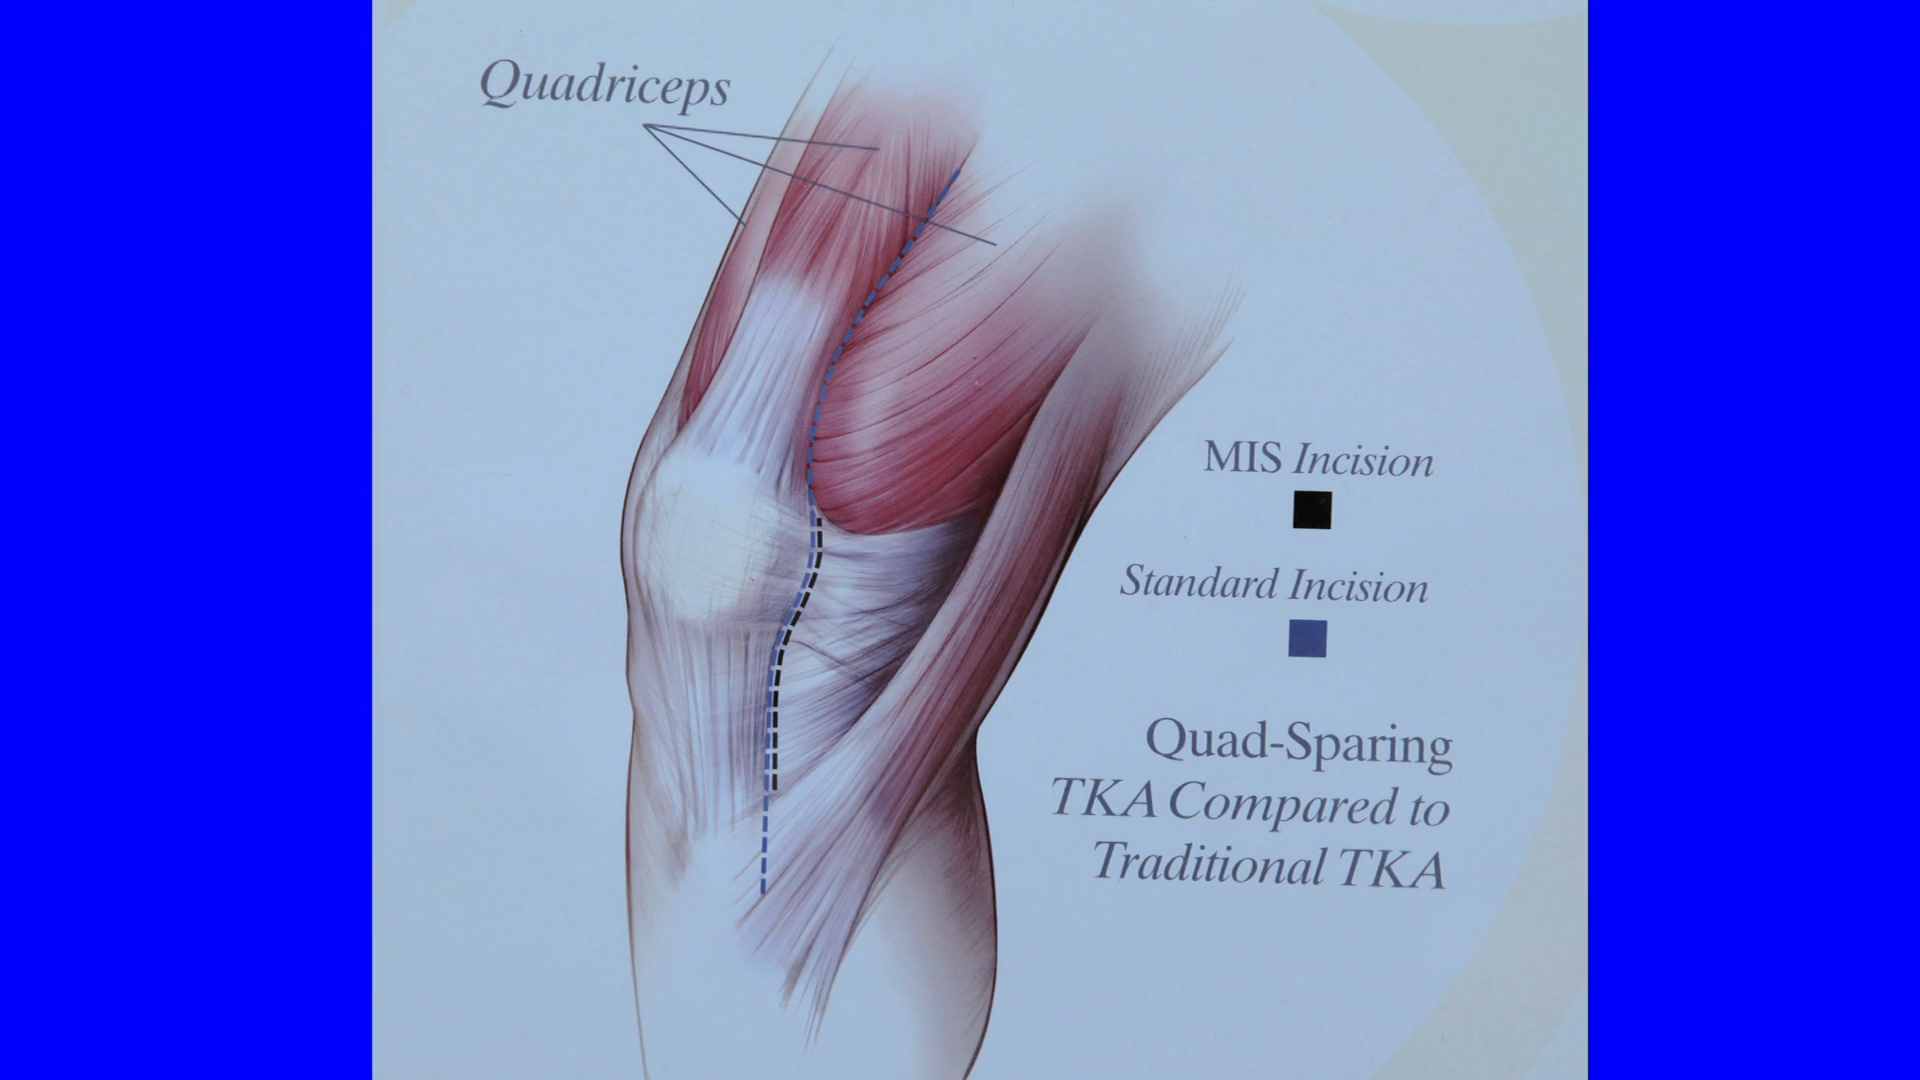 Quadriceps
MIS Incision
Standard Incision
Quad-Sparing
TKA Compared to
Traditional TKA